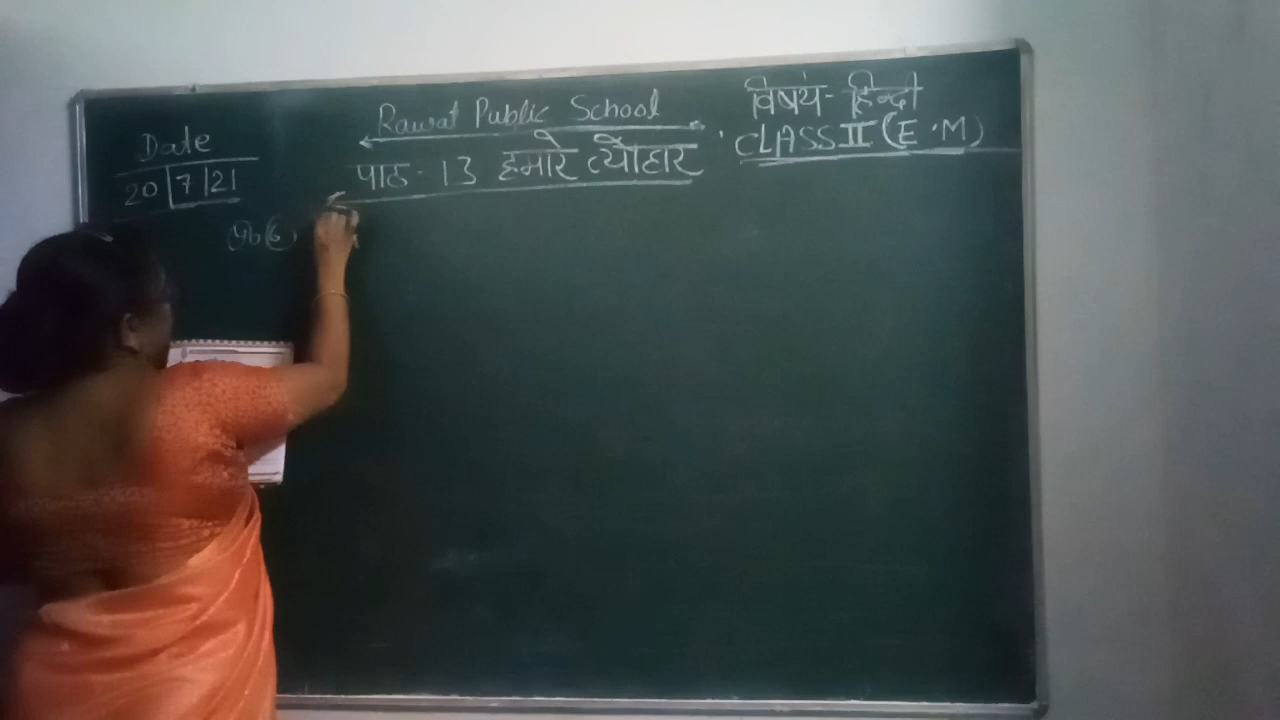 Rawat Public School
विषय- हिन्दी
CLASS II (E.M)
Date
20/7/21
पाठ - 13 हमारे त्यौहार